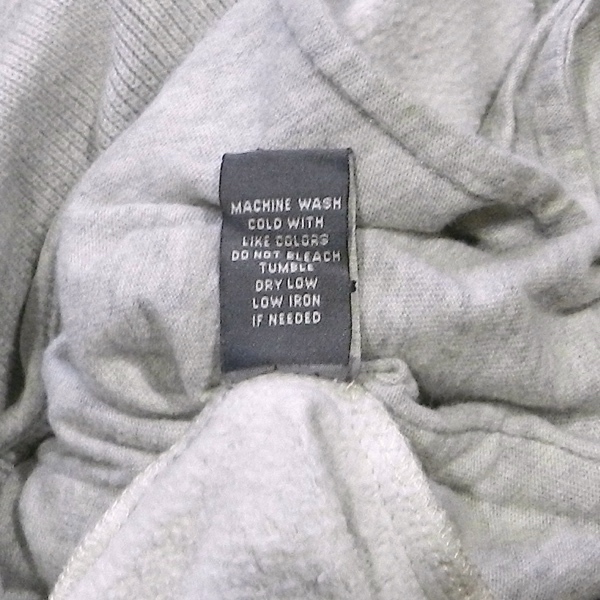 MACHINE WASH
COLD WITH
LIKE COLORS
DO NOT BLEACH
TUMBLE
DRY LOW
LOW IRON
IF NEEDED